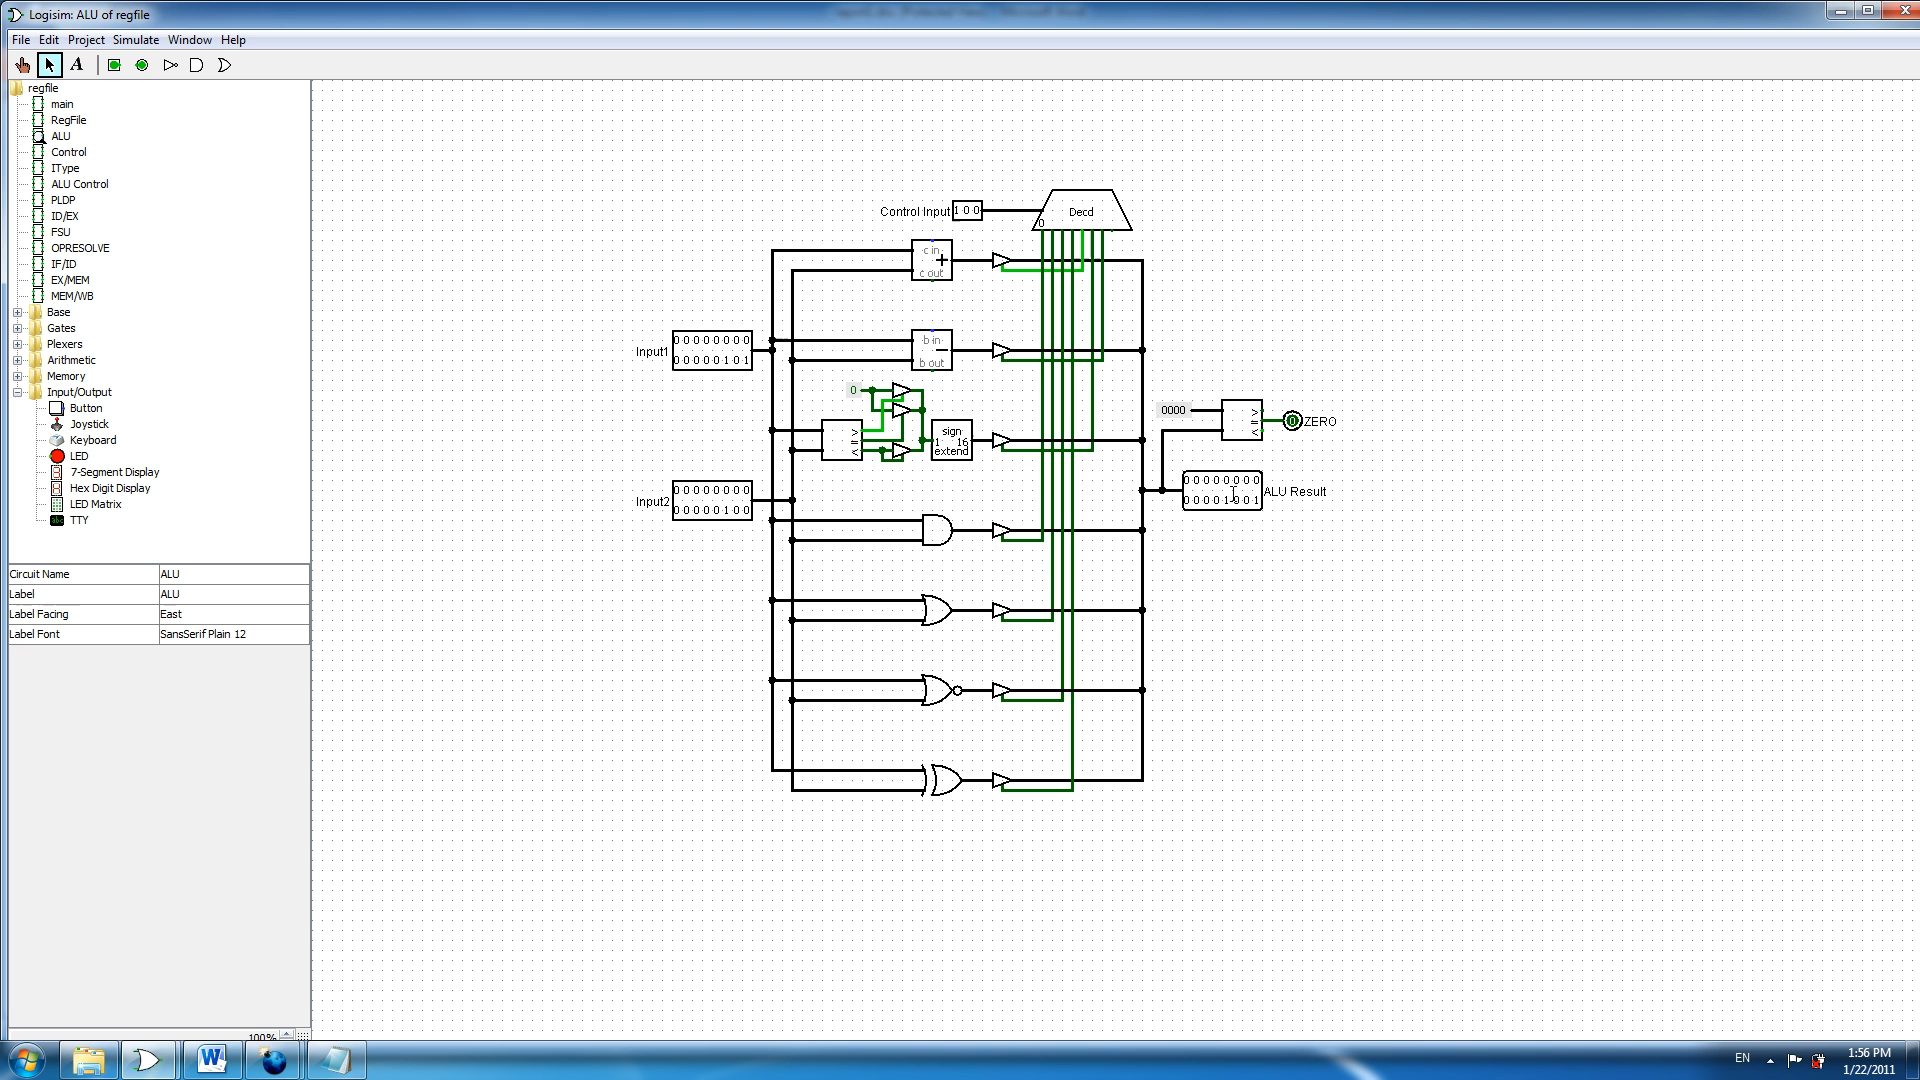 Logisim: ALU of regfile
File Edit Project Simulate Window Help
A
regfile
main
RegFile
ALU
Control
IType
ALU Control
PLDP
ID/EX
FSU
OPRESOLVE
IF/ID
EX/MEM
MEM/WB
Base
Gates
Plexers
Arithmetic
Memory
Input/Output
Button
Joystick
Keyboard
LED
7-Segment Display
Hex Digit Display
LED Matrix
TTY
Circuit Name ALU
Label ALU
Label Facing East
Label Font SansSerif Plain 12
100%
Control Input 1 0 0
Decd
0
c in
+
c out
Input1
0 0 0 0 0 0 0 0
0 0 0 0 0 1 0 1
b in
−
b out
0
>
=
<
sign
1 16
extend
Input2
0 0 0 0 0 0 0 0
0 0 0 0 0 1 0 0
0000
>
=
<
0
ZERO
0 0 0 0 0 0 0 0
0 0 0 0 1 0 0 1
ALU Result
EN
1:56 PM
1/22/2011